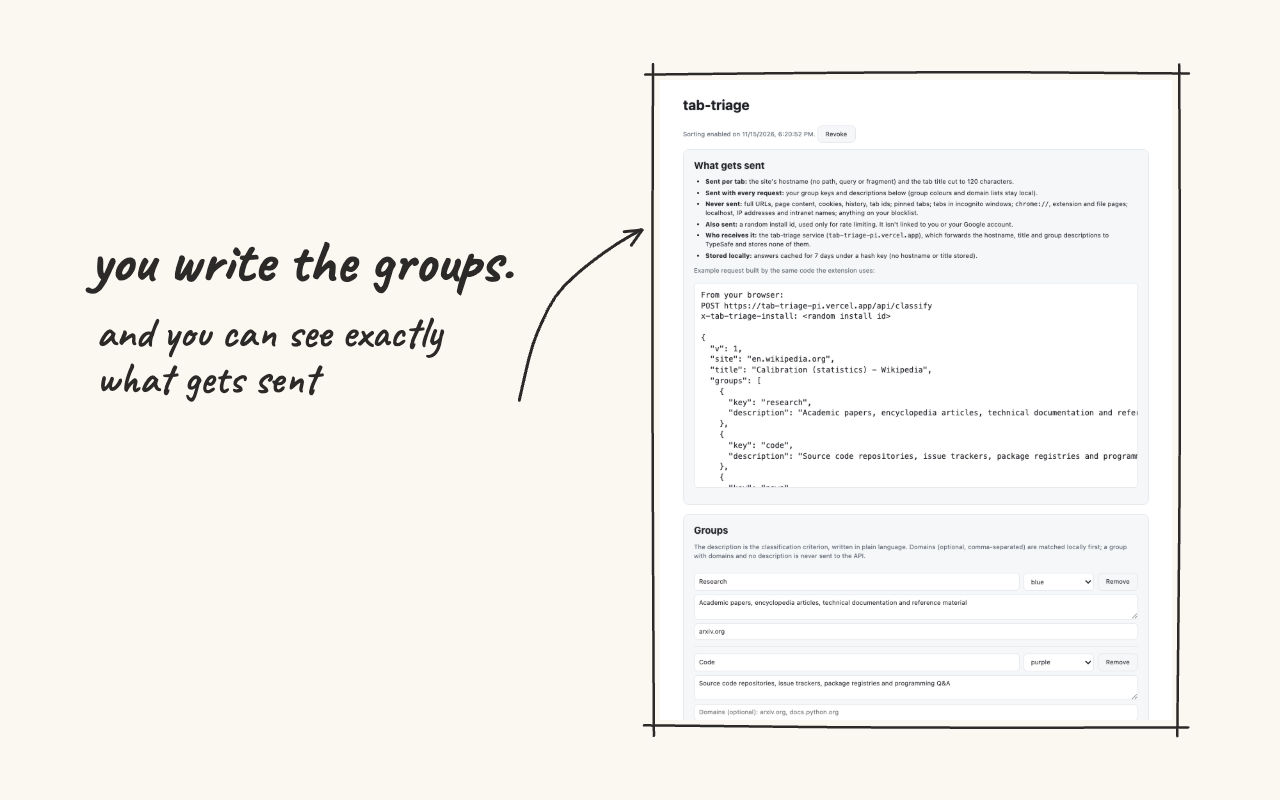 you write the groups.
and you can see exactly
what gets sent
tab-triage
Sorting enabled on 11/15/2026, 6:20:52 PM. Revoke
What gets sent
• Sent per tab: the site's hostname (no path, query or fragment) and the tab title cut to 120 characters.
• Sent with every request: your group keys and descriptions below (group colours and domain lists stay local).
• Never sent: full URLs, page content, cookies, history, tab ids; pinned tabs; tabs in incognito windows; chrome://, extension and file pages;
localhost, IP addresses and intranet names; anything on your blocklist.
• Also sent: a random install id, used only for rate limiting. It isn't linked to you or your Google account.
• Who receives it: the tab-triage service (tab-triage-pi.vercel.app), which forwards the hostname, title and group descriptions to
TypeSafe and stores none of them.
• Stored locally: answers cached for 7 days under a hash key (no hostname or title stored).
Example request built by the same code the extension uses:
From your browser:
POST https://tab-triage-pi.vercel.app/api/classify
x-tab-triage-install: <random install id>
{
"v": 1,
"site": "en.wikipedia.org",
"title": "Calibration (statistics) – Wikipedia",
"groups": [
{
"key": "research",
"description": "Academic papers, encyclopedia articles, technical documentation and refer
},
{
"key": "code",
"description": "Source code repositories, issue trackers, package registries and programm
},
{
Groups
The description is the classification criterion, written in plain language. Domains (optional, comma-separated) are matched locally first; a group
with domains and no description is never sent to the API.
Research blue Remove
Academic papers, encyclopedia articles, technical documentation and reference material
arxiv.org
Code purple Remove
Source code repositories, issue trackers, package registries and programming Q&A
Domains (optional): arxiv.org, docs.python.org